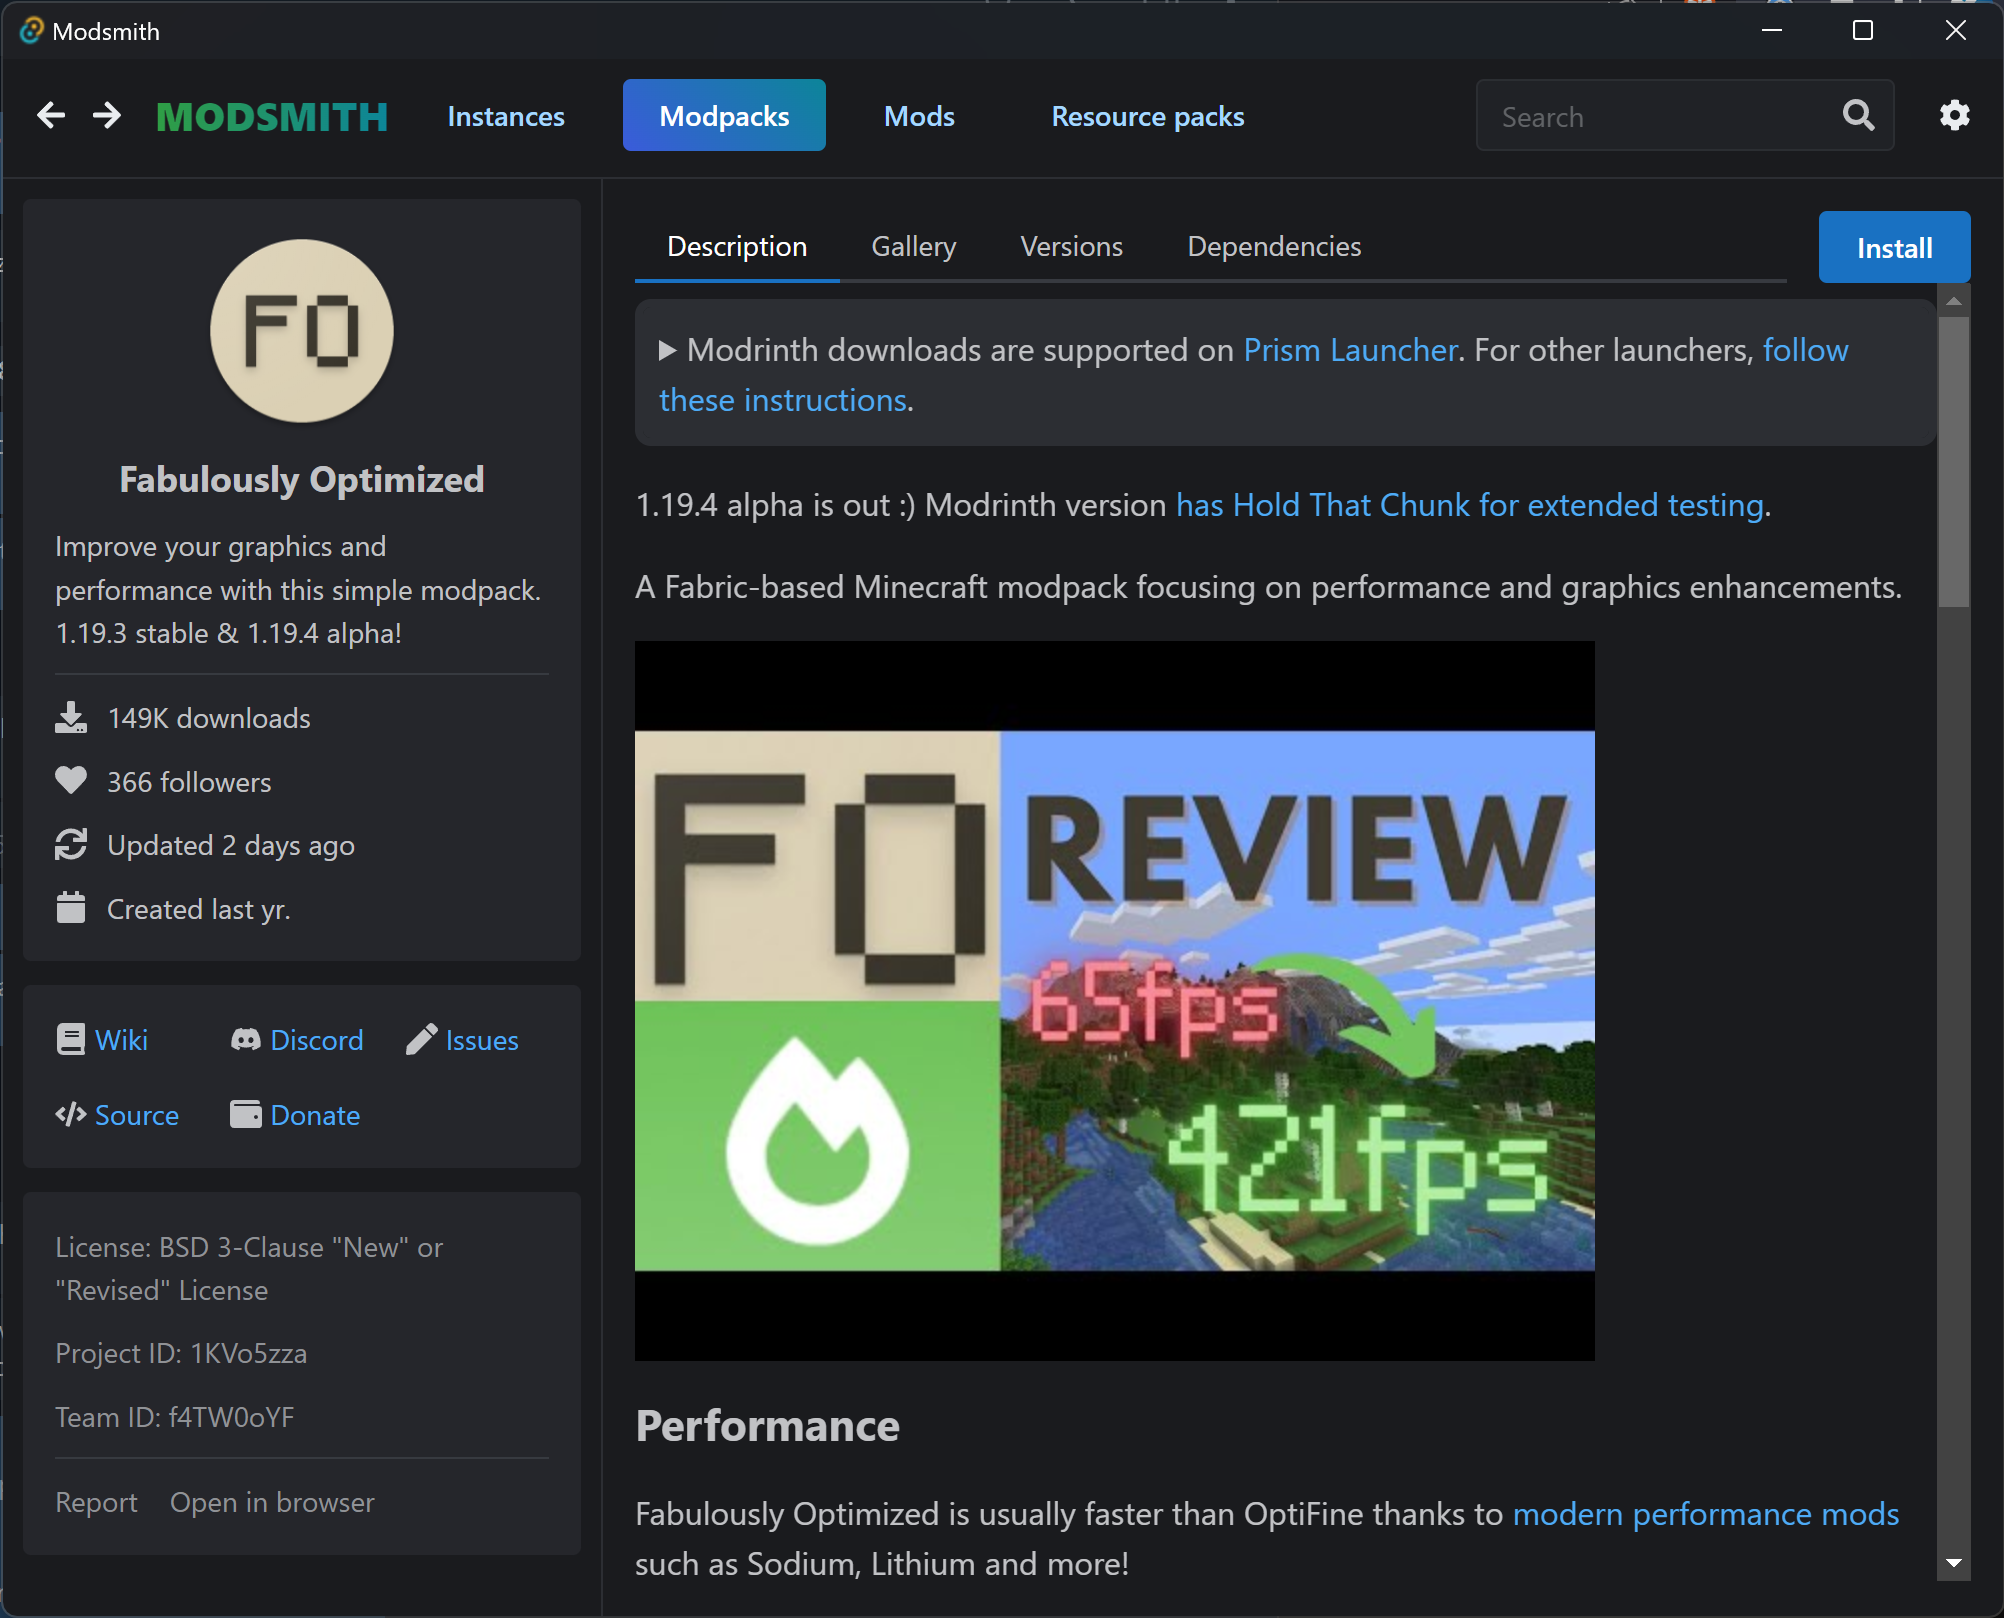 Modsmith
MODSMITH
Instances
Modpacks
Mods
Resource packs
Search
FO
Fabulously Optimized
Improve your graphics and
performance with this simple modpack.
1.19.3 stable & 1.19.4 alpha!
149K downloads
366 followers
Updated 2 days ago
Created last yr.
Wiki
Discord
Issues
Source
Donate
License: BSD 3-Clause "New" or
"Revised" License
Project ID: 1KVo5zza
Team ID: f4TW0oYF
Report
Open in browser
Description
Gallery
Versions
Dependencies
Install
Modrinth downloads are supported on Prism Launcher. For other launchers, follow
these instructions.
1.19.4 alpha is out :) Modrinth version has Hold That Chunk for extended testing.
A Fabric-based Minecraft modpack focusing on performance and graphics enhancements.
FO
REVIEW
65fps
421fps
Performance
Fabulously Optimized is usually faster than OptiFine thanks to modern performance mods
such as Sodium, Lithium and more!